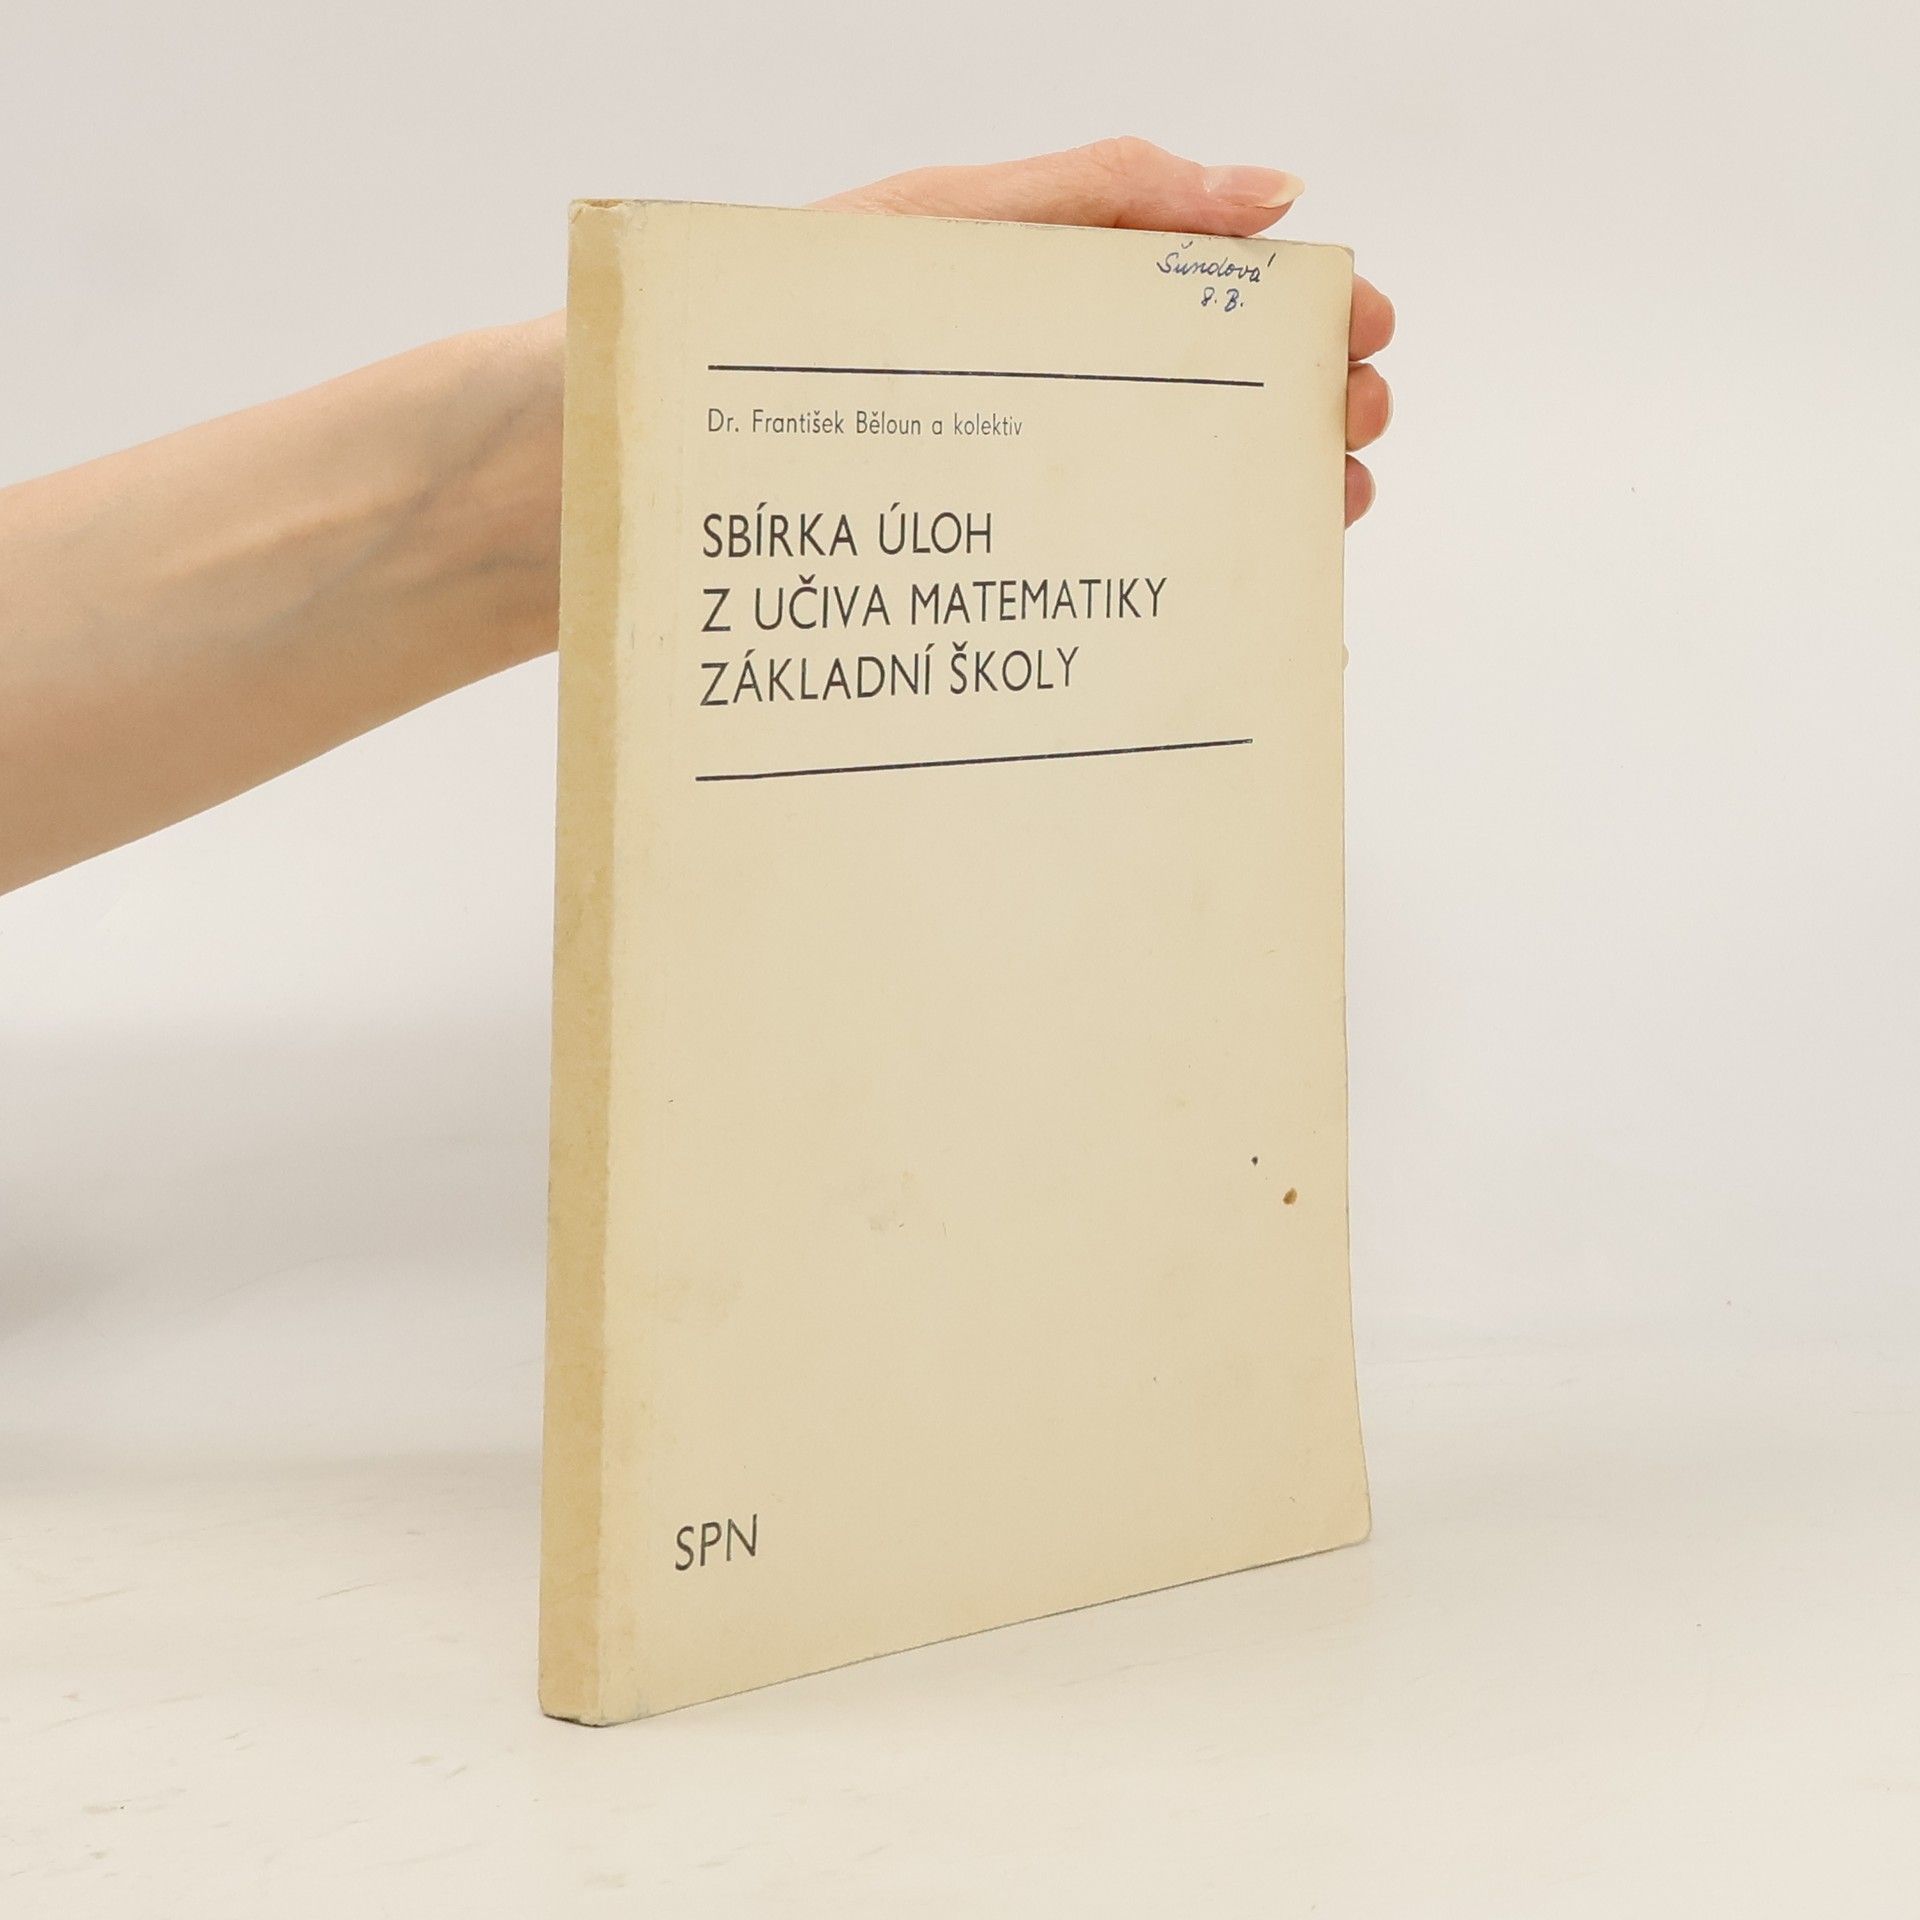 Šundová
8. B.
Dr. František Běloun a kolektiv
SBÍRKA ÚLOH
Z UČIVA MATEMATIKY
ZÁKLADNÍ ŠKOLY
SPN